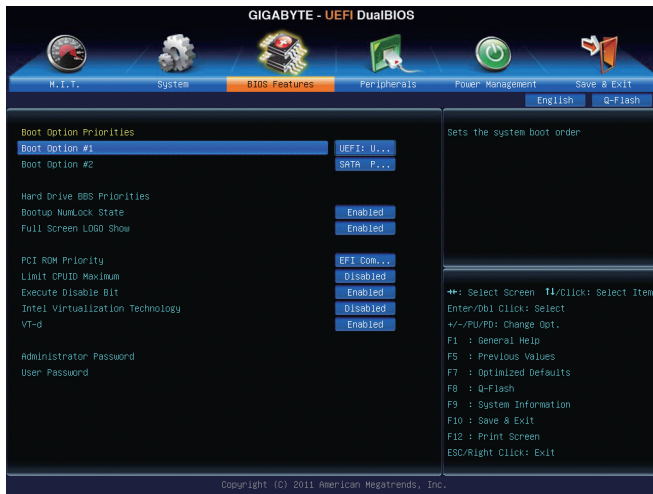 GIGABYTE - UEFI DualBIOS
M.I.T. System BIOS Features Peripherals Power Management Save & Exit
English Q-Flash
Boot Option Priorities
Boot Option #1 UEFI: U...
Boot Option #2 SATA P...
Hard Drive BBS Priorities
Bootup NumLock State Enabled
Full Screen LOGO Show Enabled
PCI ROM Priority EFI Com...
Limit CPUID Maximum Disabled
Execute Disable Bit Enabled
Intel Virtualization Technology Disabled
VT-d Enabled
Administrator Password
User Password
Sets the system boot order
→←: Select Screen ↑↓/Click: Select Item
Enter/Dbl Click: Select
+/-/PU/PD: Change Opt.
F1 : General Help
F5 : Previous Values
F7 : Optimized Defaults
F8 : Q-Flash
F9 : System Information
F10 : Save & Exit
F12 : Print Screen
ESC/Right Click: Exit
Copyright (C) 2011 American Megatrends, Inc.